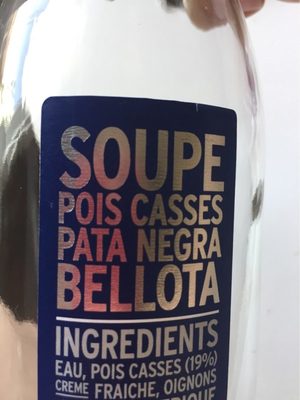 SOUPE
POIS CASSES
PATA NEGRA
BELLOTA
INGREDIENTS
EAU, POIS CASSES (19%)
CREME FRAICHE, OIGNONS